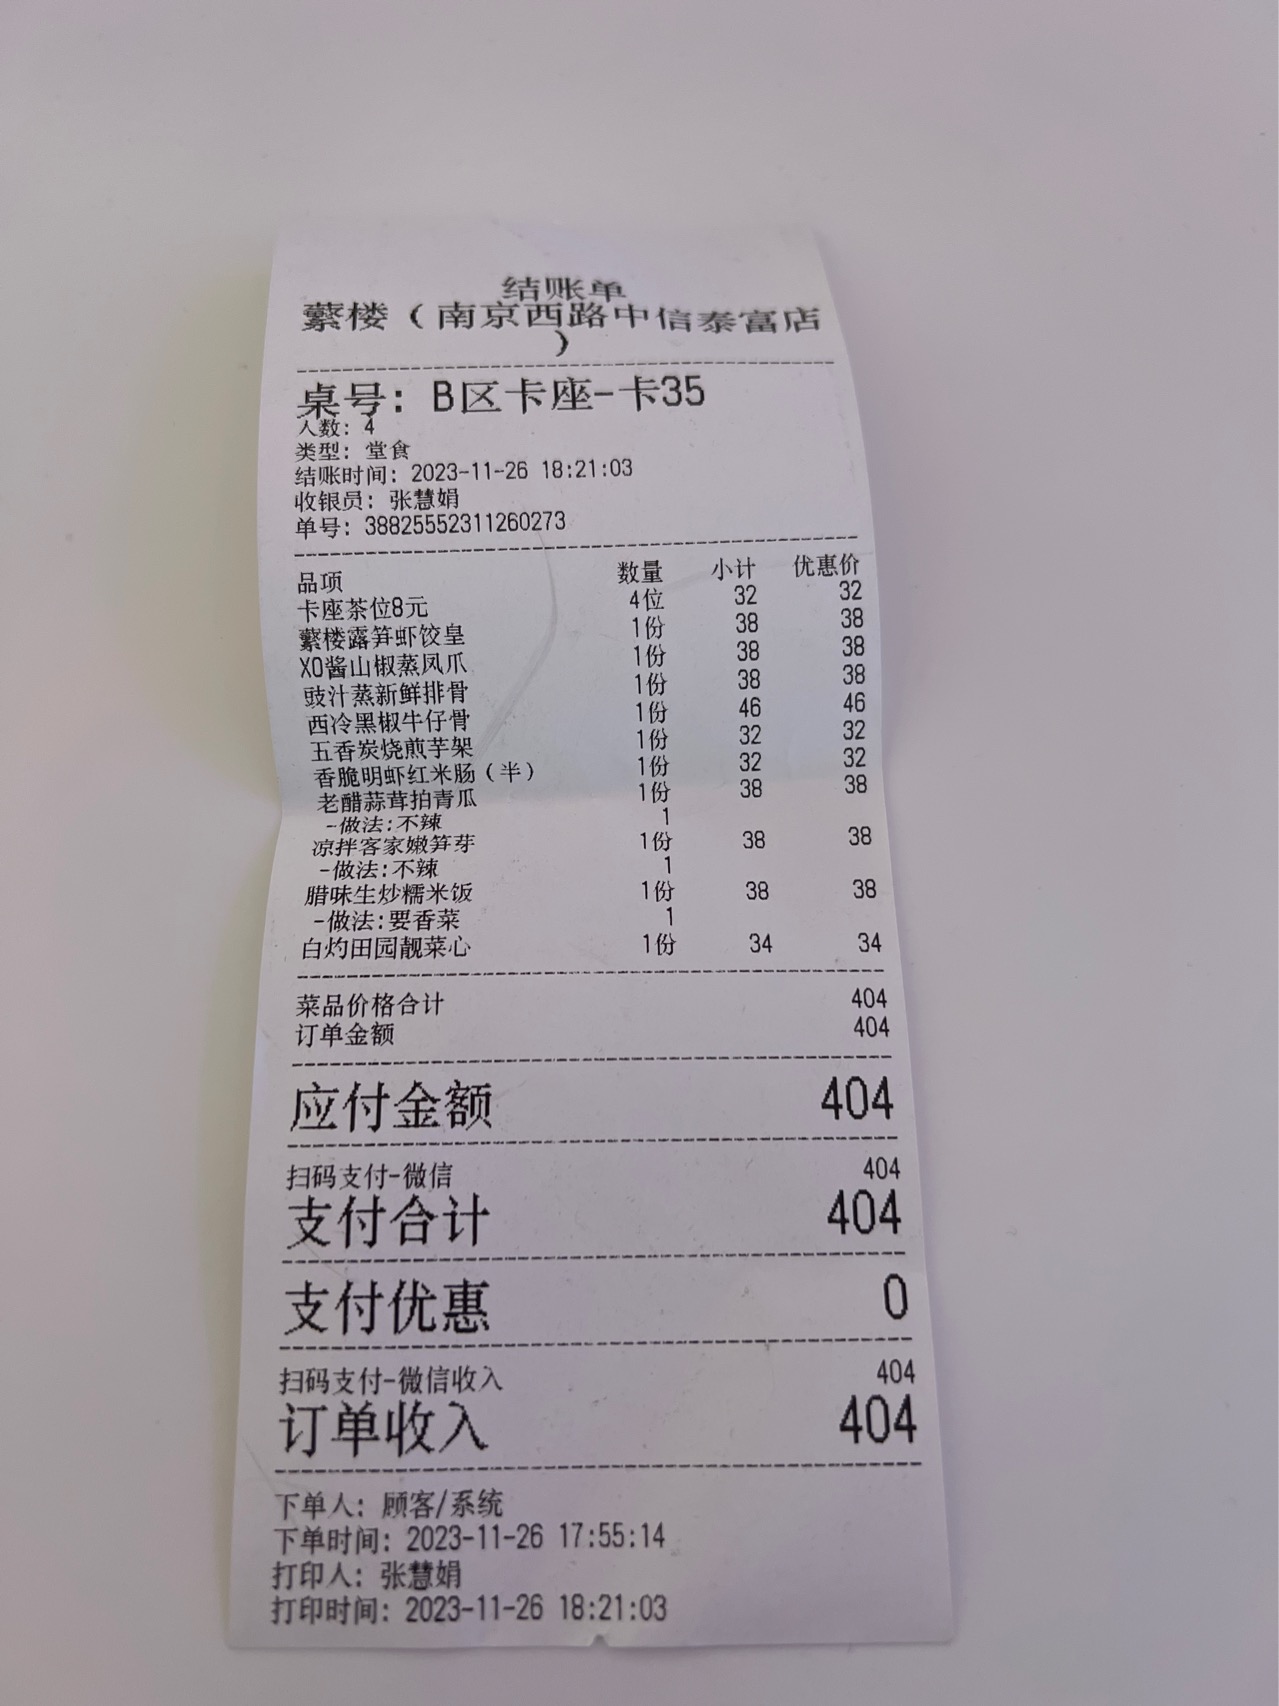 结账单
蘩楼（南京西路中信泰富店
）
桌号: B区卡座-卡35
人数: 4
类型: 堂食
结账时间: 2023-11-26 18:21:03
收银员: 张慧娟
单号: 38825552311260273
品项 数量 小计 优惠价
卡座茶位8元 4位 32 32
蘩楼露笋虾饺皇 1份 38 38
XO酱山椒蒸凤爪 1份 38 38
豉汁蒸新鲜排骨 1份 38 38
西冷黑椒牛仔骨 1份 46 46
五香炭烧煎芋架 1份 32 32
香脆明虾红米肠（半） 1份 32 32
老醋蒜茸拍青瓜 1份 38 38
-做法:不辣 1
凉拌客家嫩笋芽 1份 38 38
-做法:不辣 1
腊味生炒糯米饭 1份 38 38
-做法:要香菜 1
白灼田园靓菜心 1份 34 34
菜品价格合计 404
订单金额 404
应付金额 404
扫码支付-微信 404
支付合计 404
支付优惠 0
扫码支付-微信收入 404
订单收入 404
下单人: 顾客/系统
下单时间: 2023-11-26 17:55:14
打印人: 张慧娟
打印时间: 2023-11-26 18:21:03